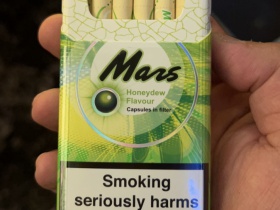 Mars
Honeydew
Flavour
Capsules in filter
Smoking
seriously harms